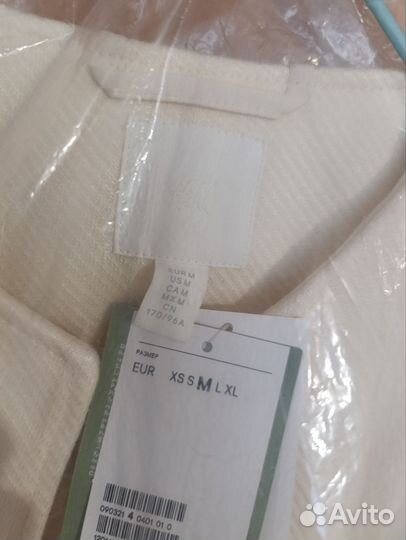 EUR M
US M
CA M
MX M
CN
170/96A
РАЗМЕР
EUR XS S M L XL
090321 4 0401 01 0
Avito